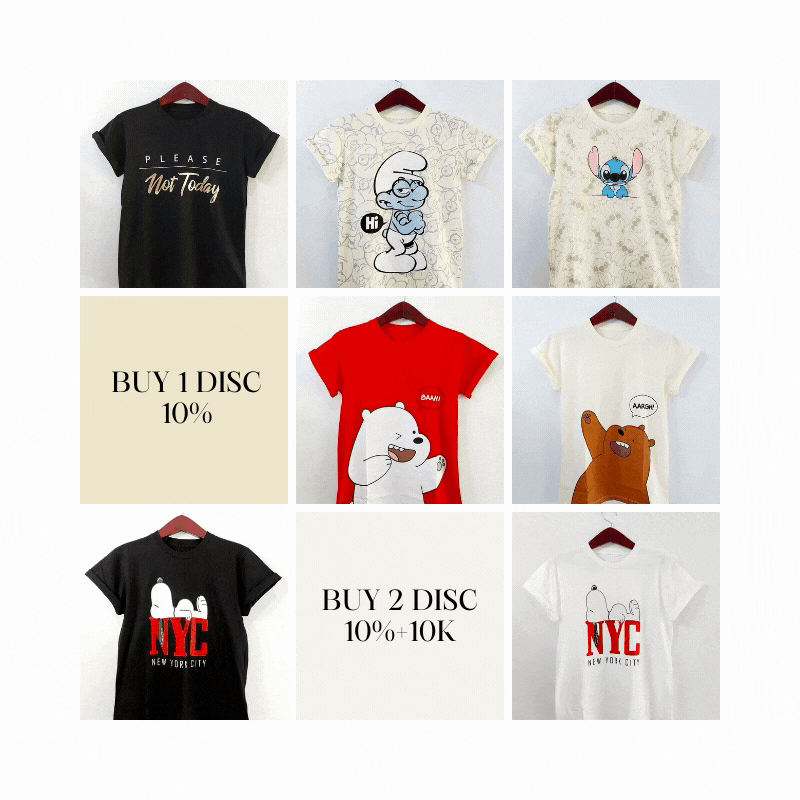 PLEASE
Not Today
Hi
BUY 1 DISC
10%
BAAH!
AARGH!
NYC
NEW YORK CITY
BUY 2 DISC
10%+10K
NYC
NEW YORK CITY